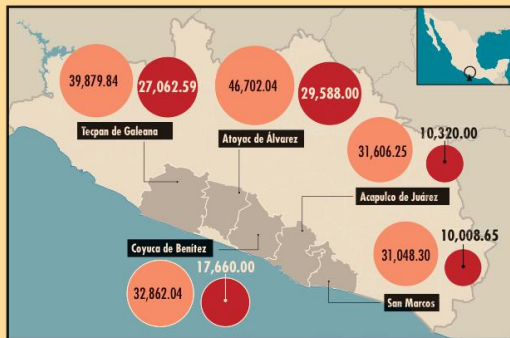 39,879.84
27,062.59
Tecpan de Galeana
46,702.04
29,588.00
Atoyac de Álvarez
31,606.25
10,320.00
Acapulco de Juárez
Coyuca de Benítez
32,862.04
17,660.00
31,048.30
10,008.65
San Marcos